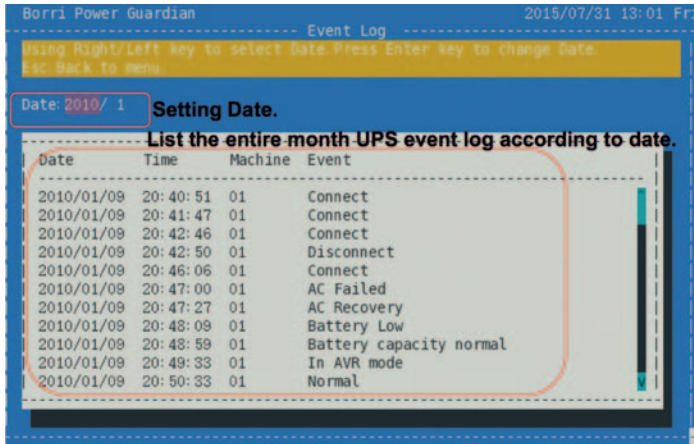 Borri Power Guardian 2015/07/31 13:01 Fri
Event Log
Using Right/Left key to select Date.Press Enter key to change Date.
Esc:Back to menu
Date:2010/ 1 Setting Date.
List the entire month UPS event log according to date.
Date Time Machine Event
2010/01/09 20:40:51 01 Connect
2010/01/09 20:41:47 01 Connect
2010/01/09 20:42:46 01 Connect
2010/01/09 20:42:50 01 Disconnect
2010/01/09 20:46:06 01 Connect
2010/01/09 20:47:00 01 AC Failed
2010/01/09 20:47:27 01 AC Recovery
2010/01/09 20:48:09 01 Battery Low
2010/01/09 20:48:59 01 Battery capacity normal
2010/01/09 20:49:33 01 In AVR mode
2010/01/09 20:50:33 01 Normal